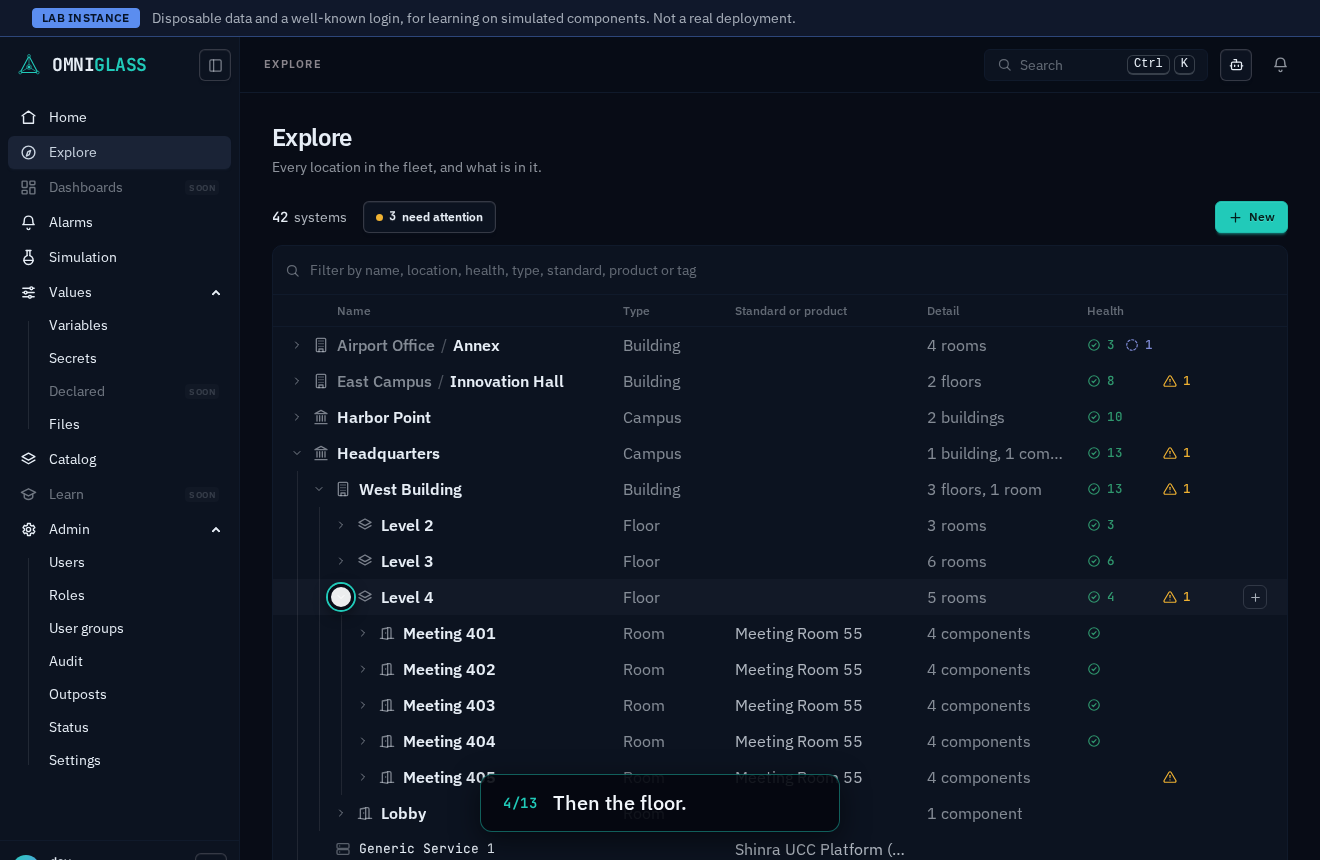 LAB INSTANCE Disposable data and a well-known login, for learning on simulated components. Not a real deployment.
OMNIGLASS
EXPLORE
Search Ctrl K
Home
Explore
Dashboards SOON
Alarms
Simulation
Values
Variables
Secrets
Declared SOON
Files
Catalog
Learn SOON
Admin
Users
Roles
User groups
Audit
Outposts
Status
Settings
Explore
Every location in the fleet, and what is in it.
42 systems 3 need attention New
Filter by name, location, health, type, standard, product or tag
Name Type Standard or product Detail Health
Airport Office / Annex Building 4 rooms 3 1
East Campus / Innovation Hall Building 2 floors 8 1
Harbor Point Campus 2 buildings 10
Headquarters Campus 1 building, 1 com... 13 1
West Building Building 3 floors, 1 room 13 1
Level 2 Floor 3 rooms 3
Level 3 Floor 6 rooms 6
Level 4 Floor 5 rooms 4 1
Meeting 401 Room Meeting Room 55 4 components
Meeting 402 Room Meeting Room 55 4 components
Meeting 403 Room Meeting Room 55 4 components
Meeting 404 Room Meeting Room 55 4 components
Meeting 405 Room Meeting Room 55 4 components
4/13 Then the floor.
Lobby 1 component
Generic Service 1 Shinra UCC Platform (...